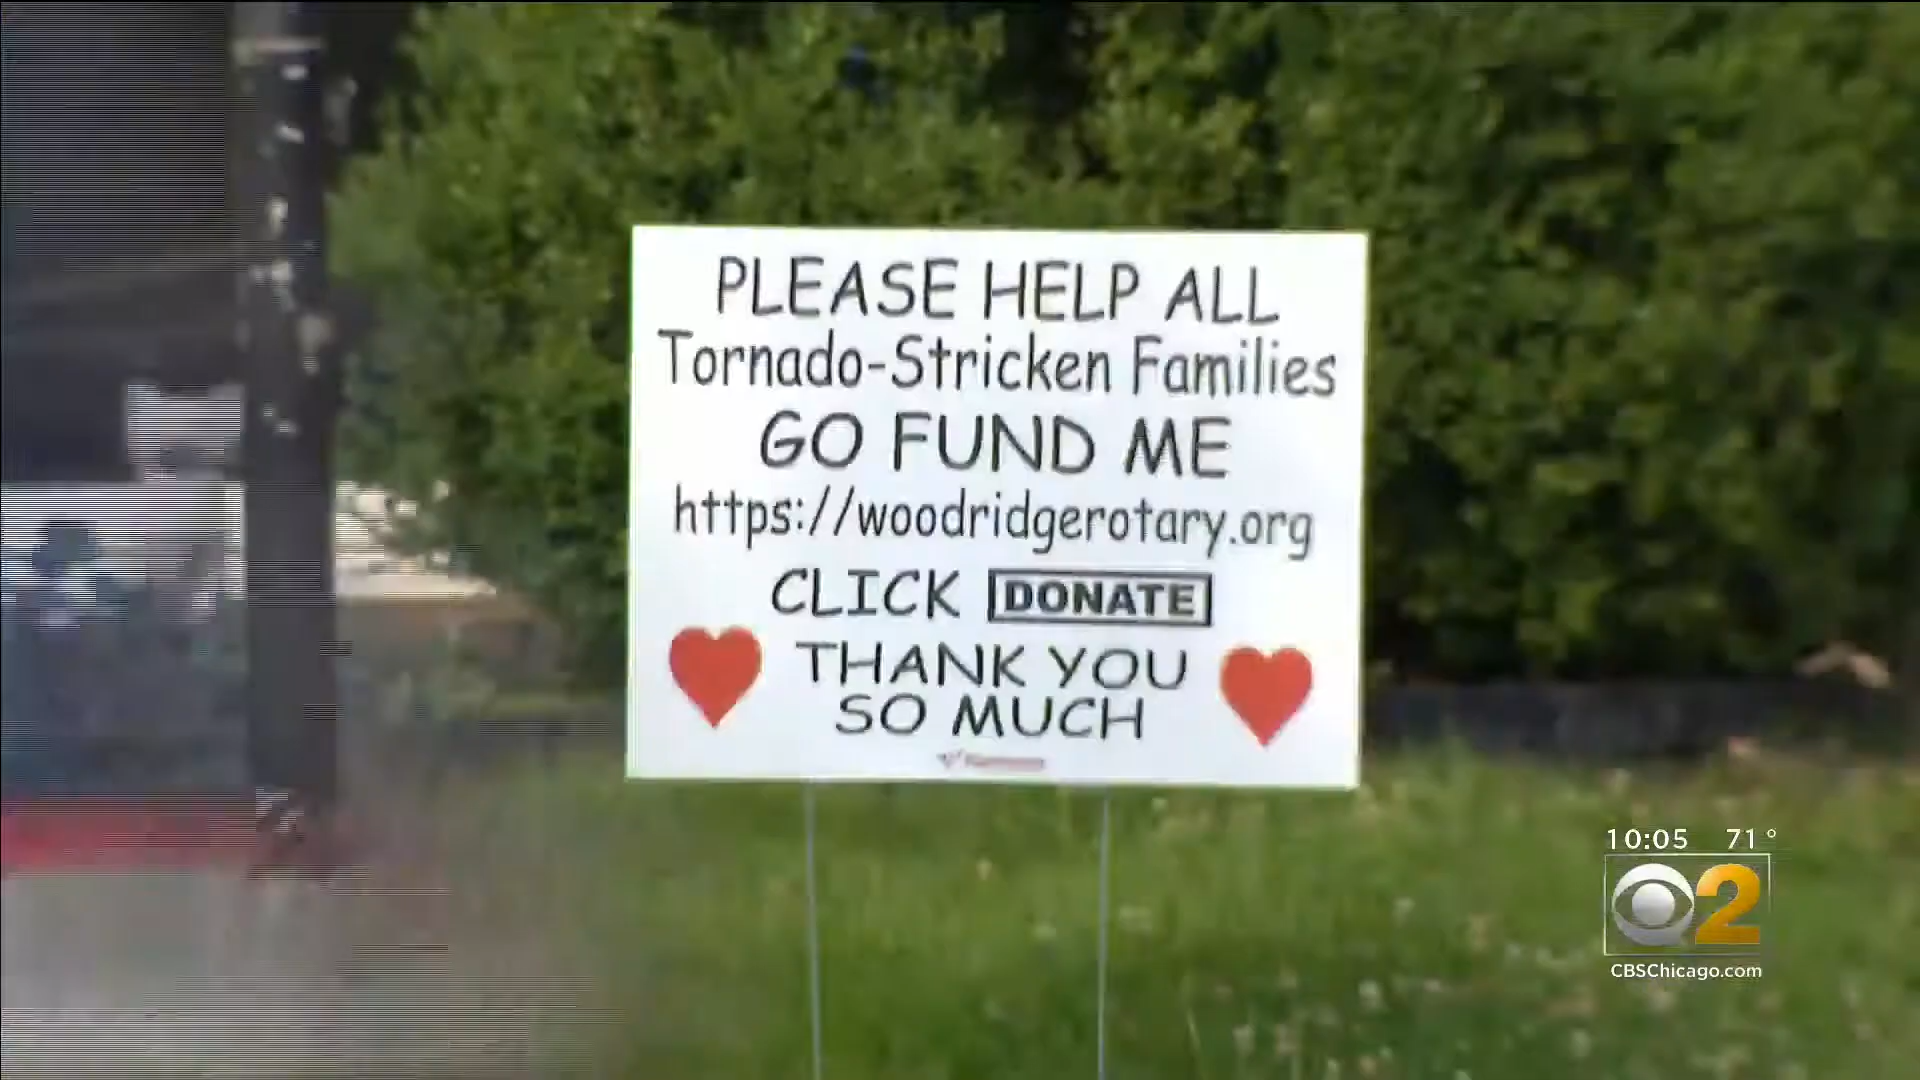 PLEASE HELP ALL
Tornado-Stricken Families
GO FUND ME
https://woodridgerotary.org
CLICK DONATE
THANK YOU
SO MUCH
10:05 71°
2
CBSChicago.com